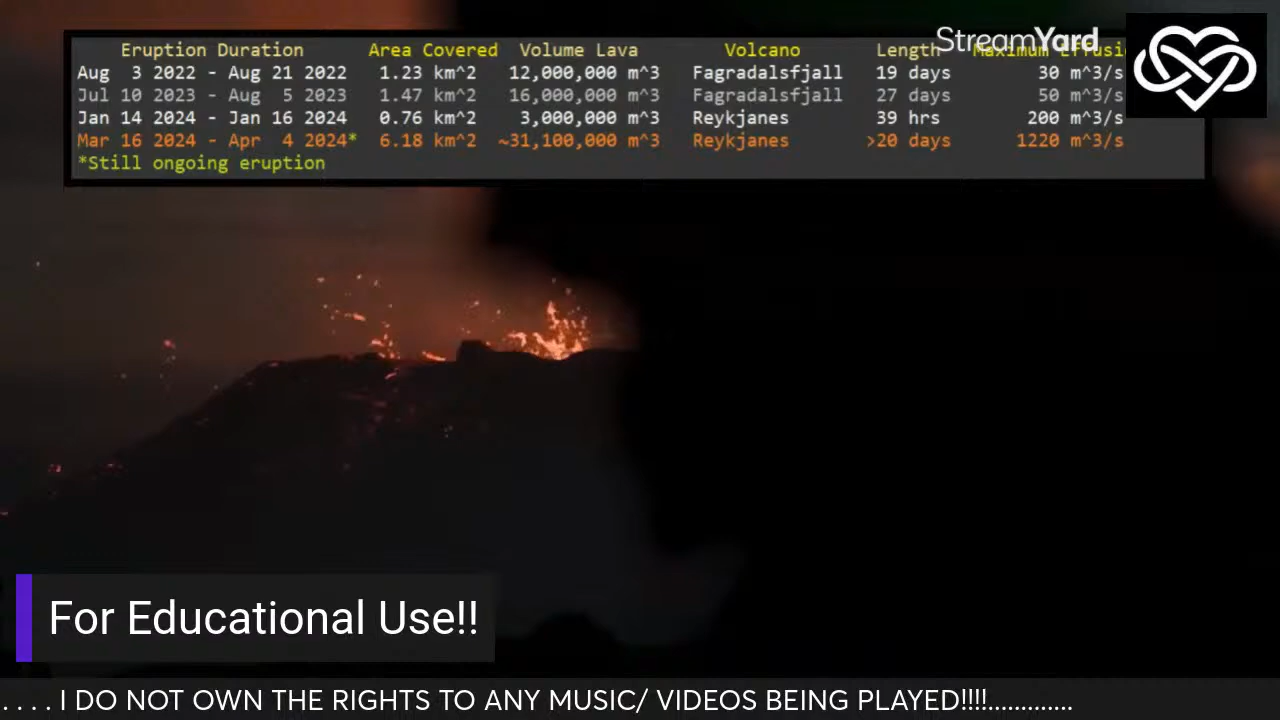 StreamYard
Eruption Duration Area Covered Volume Lava Volcano Length Maximum
Aug 3 2022 - Aug 21 2022 1.23 km^2 12,000,000 m^3 Fagradalsfjall 19 days 30 m^3/s
Jul 10 2023 - Aug 5 2023 1.47 km^2 16,000,000 m^3 Fagradalsfjall 27 days 50 m^3/s
Jan 14 2024 - Jan 16 2024 0.76 km^2 3,000,000 m^3 Reykjanes 39 hrs 200 m^3/s
Mar 16 2024 - Apr 4 2024* 6.18 km^2 ~31,100,000 m^3 Reykjanes >20 days 1220 m^3/s
*Still ongoing eruption
For Educational Use!!
. . . . I DO NOT OWN THE RIGHTS TO ANY MUSIC/ VIDEOS BEING PLAYED!!!!.............